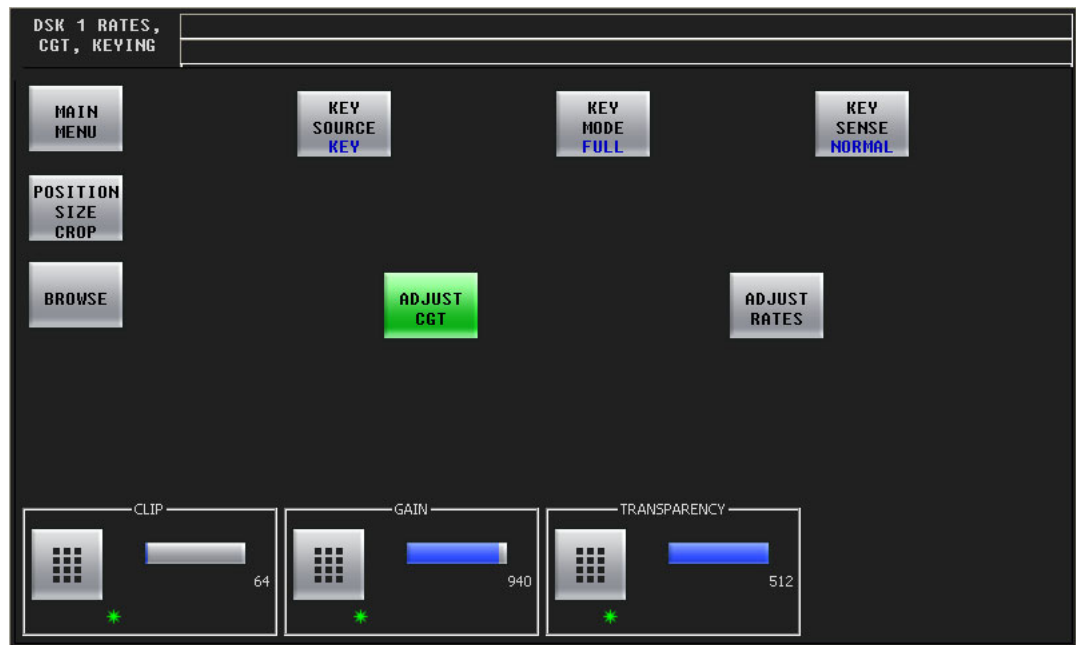 DSK 1 RATES,
CGT, KEYING
MAIN
MENU
KEY
SOURCE
KEY
KEY
MODE
FULL
KEY
SENSE
NORMAL
POSITION
SIZE
CROP
BROWSE
ADJUST
CGT
ADJUST
RATES
CLIP
64
GAIN
940
TRANSPARENCY
512